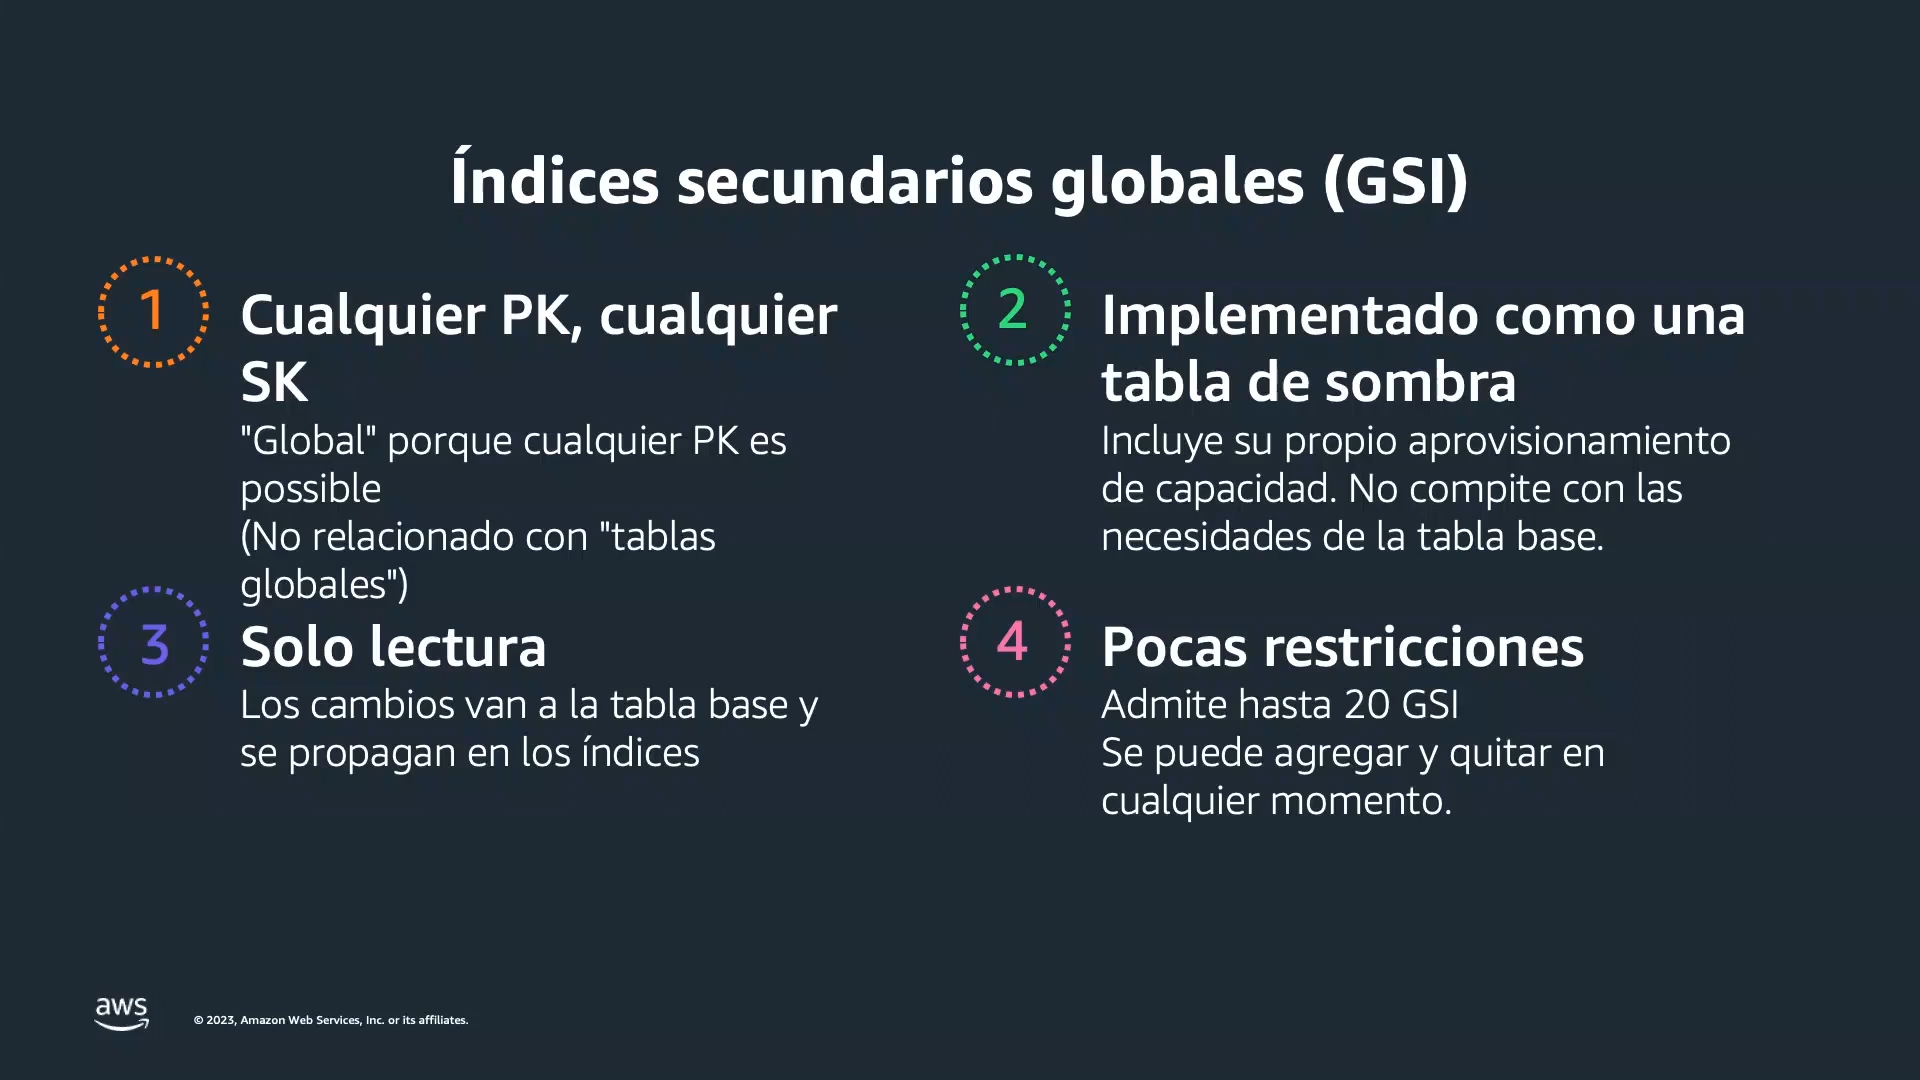 Índices secundarios globales (GSI)
1
Cualquier PK, cualquier
SK
"Global" porque cualquier PK es
possible
(No relacionado con "tablas
globales")
2
Implementado como una
tabla de sombra
Incluye su propio aprovisionamiento
de capacidad. No compite con las
necesidades de la tabla base.
3
Solo lectura
Los cambios van a la tabla base y
se propagan en los índices
4
Pocas restricciones
Admite hasta 20 GSI
Se puede agregar y quitar en
cualquier momento.
aws
© 2023, Amazon Web Services, Inc. or its affiliates.